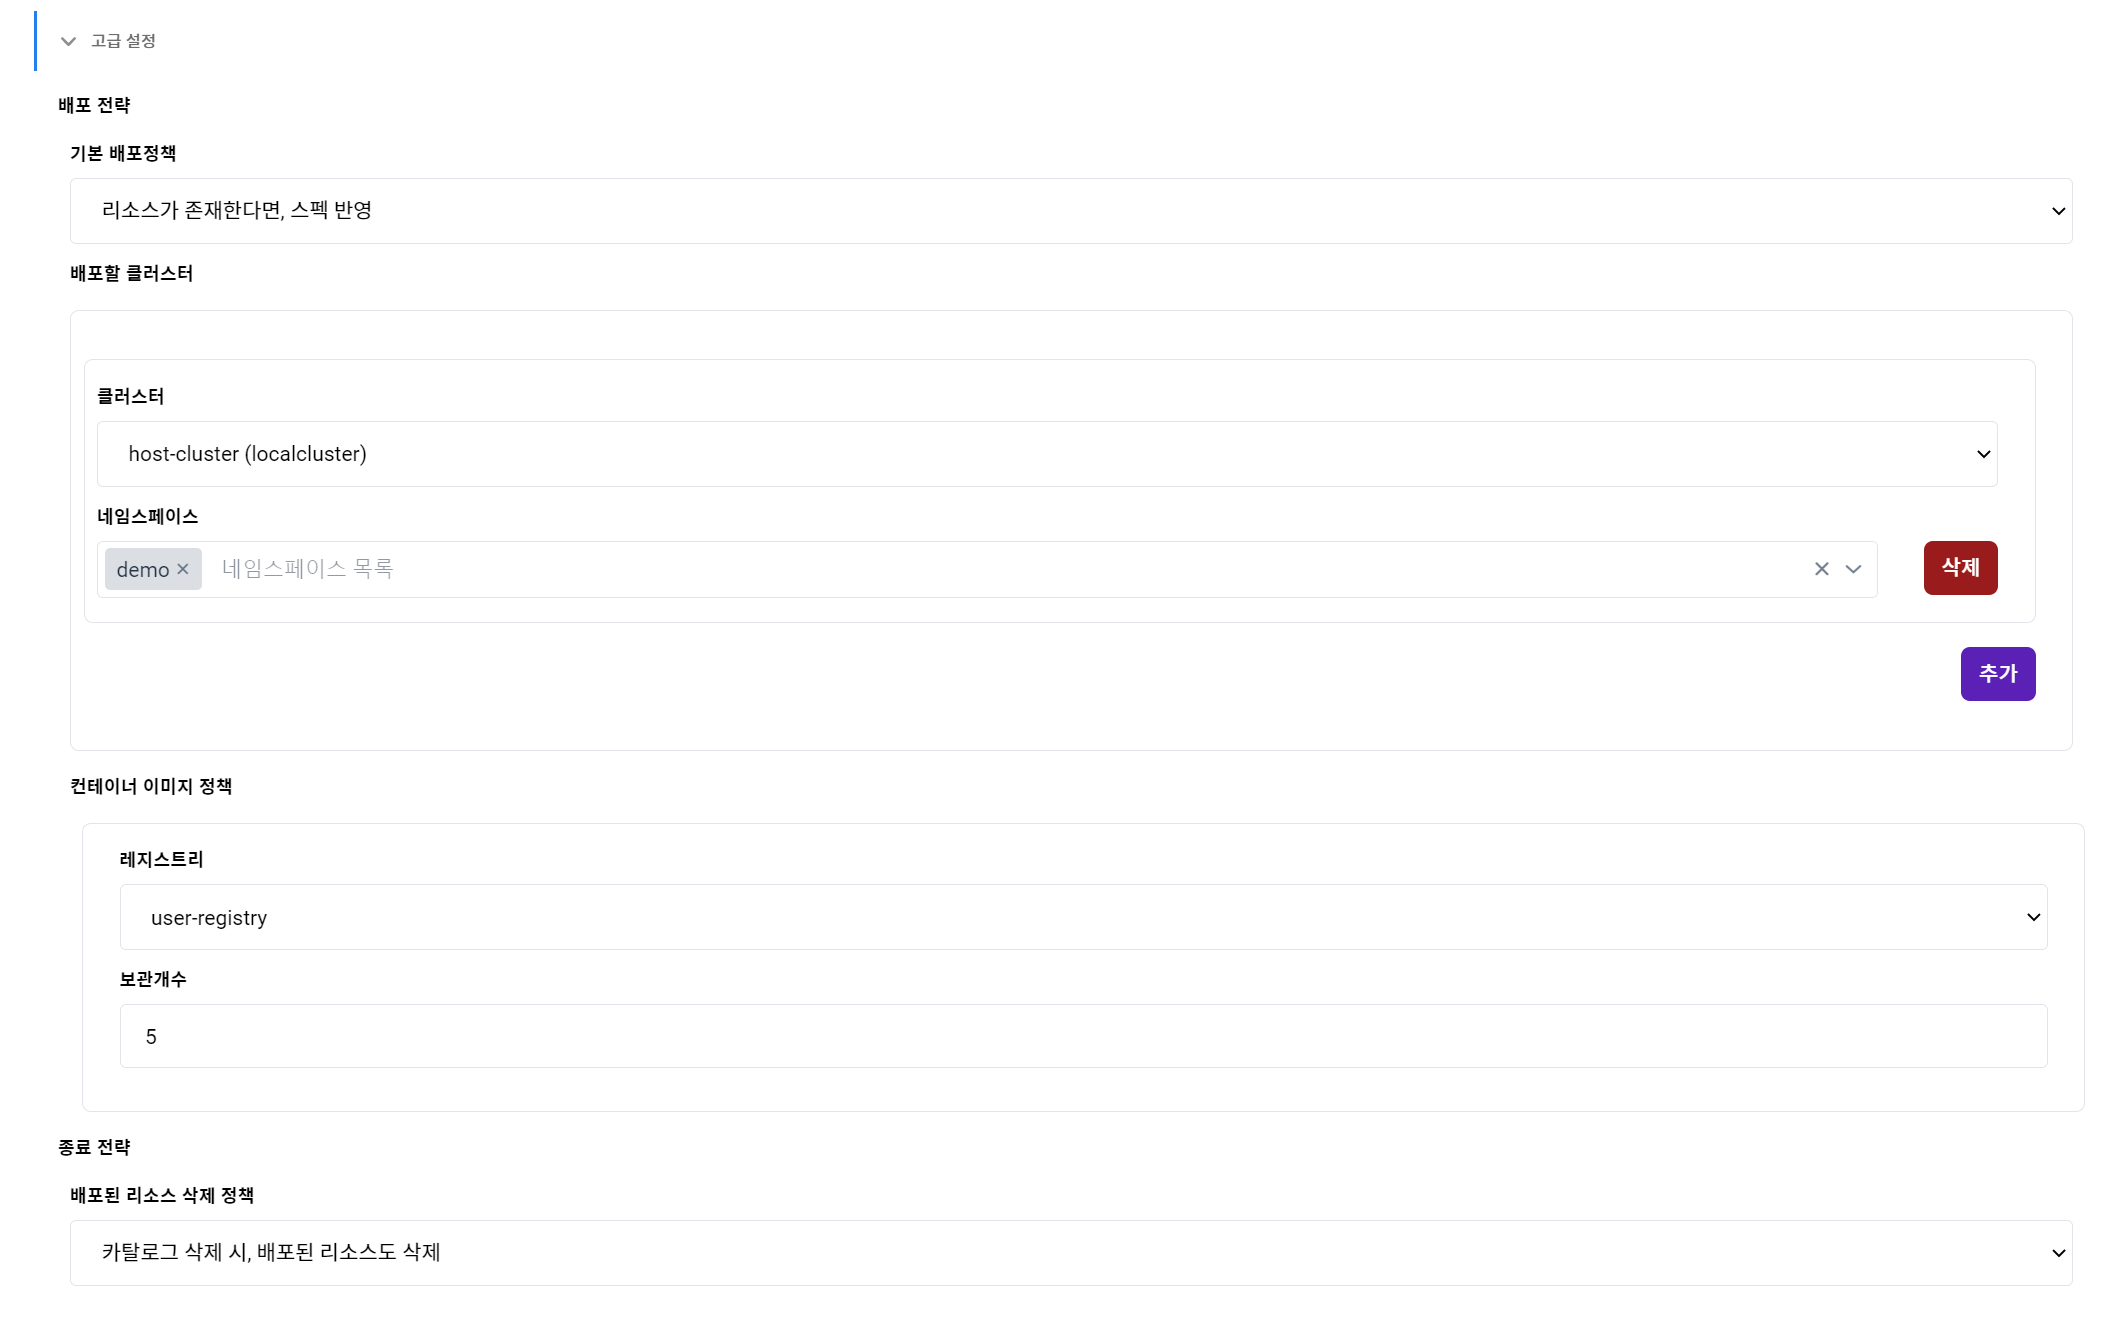 고급 설정
배포 전략
기본 배포정책
리소스가 존재한다면, 스펙 반영
배포할 클러스터
클러스터
host-cluster (localcluster)
네임스페이스
demo 네임스페이스 목록 삭제
추가
컨테이너 이미지 정책
레지스트리
user-registry
보관개수
5
종료 전략
배포된 리소스 삭제 정책
카탈로그 삭제 시, 배포된 리소스도 삭제